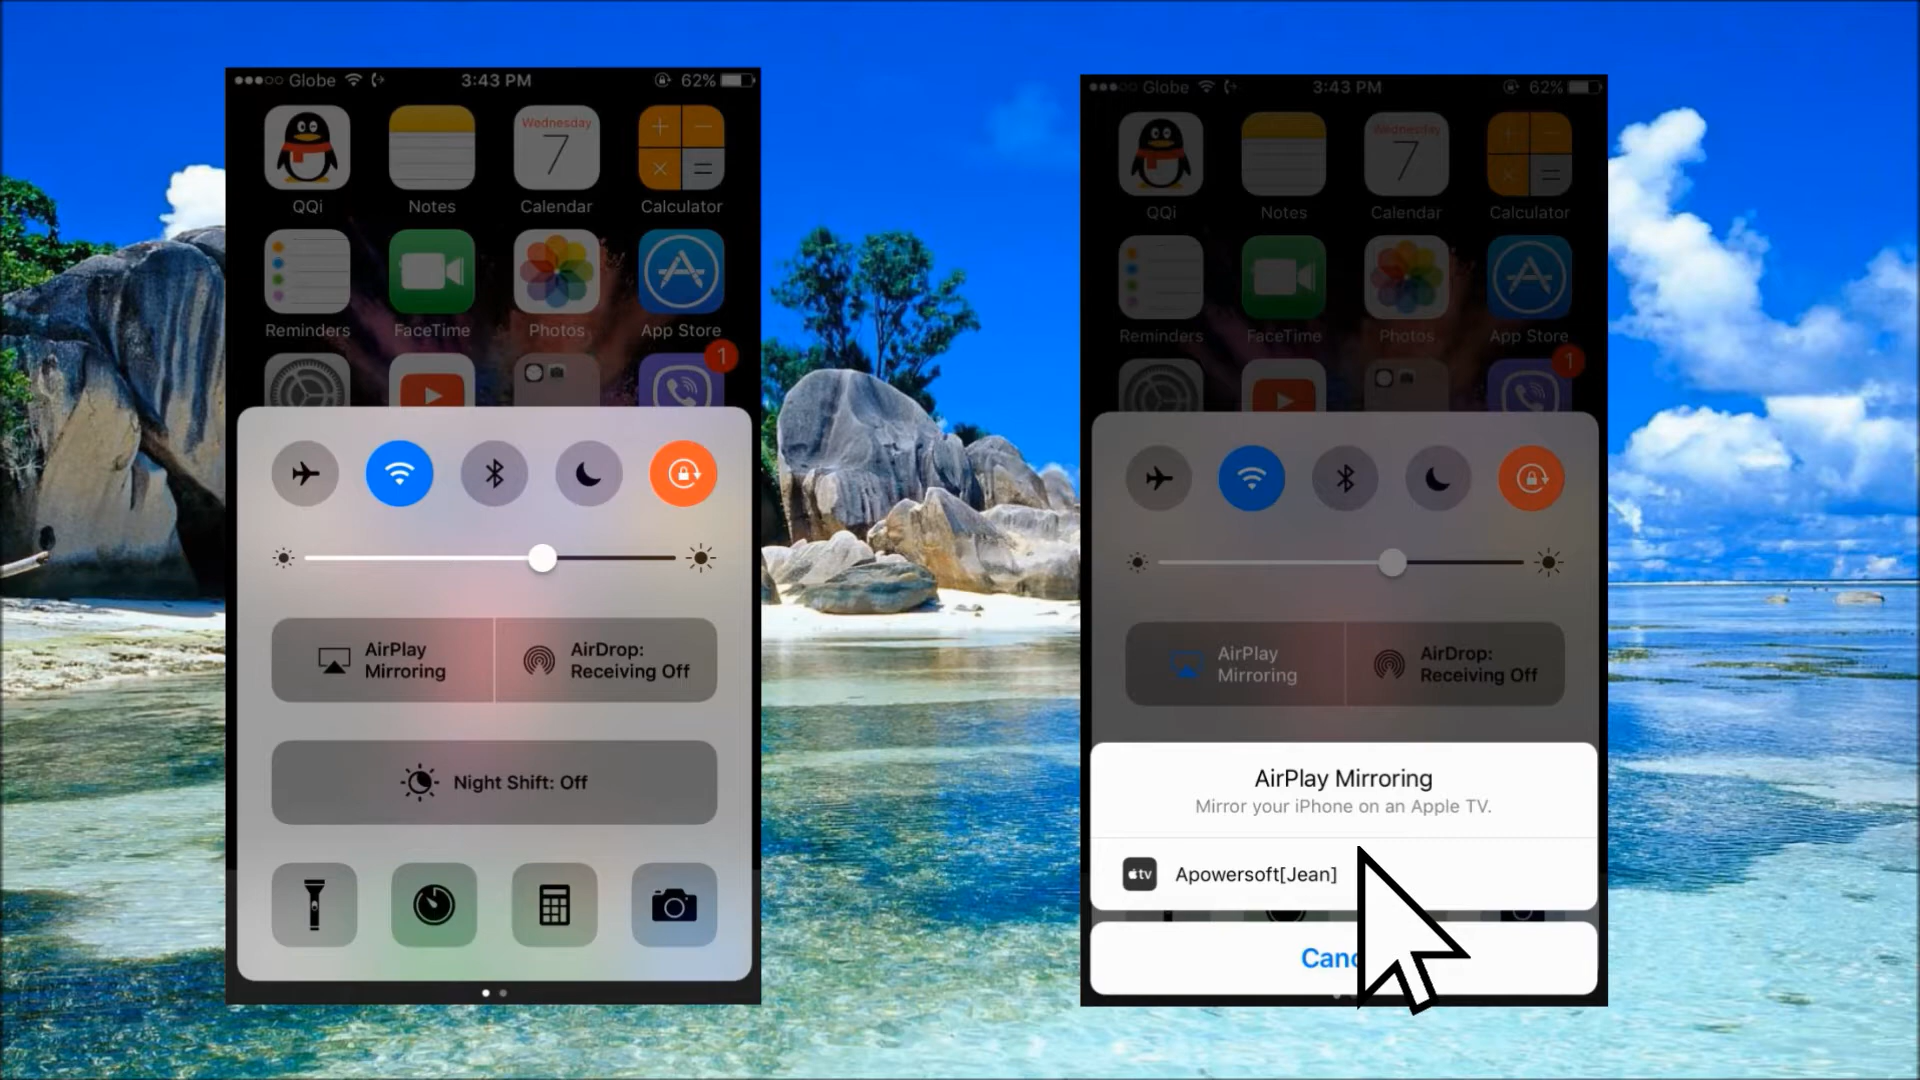 Globe 3:43 PM 62%
Wednesday
7
QQi Notes Calendar Calculator
Reminders FaceTime Photos App Store
1
AirPlay
Mirroring
AirDrop:
Receiving Off
Night Shift: Off
Globe 3:43 PM 62%
Wednesday
7
QQi Notes Calendar Calculator
Reminders FaceTime Photos App Store
1
AirPlay
Mirroring
AirDrop:
Receiving Off
AirPlay Mirroring
Mirror your iPhone on an Apple TV.
tv Apowersoft[Jean]
Canc